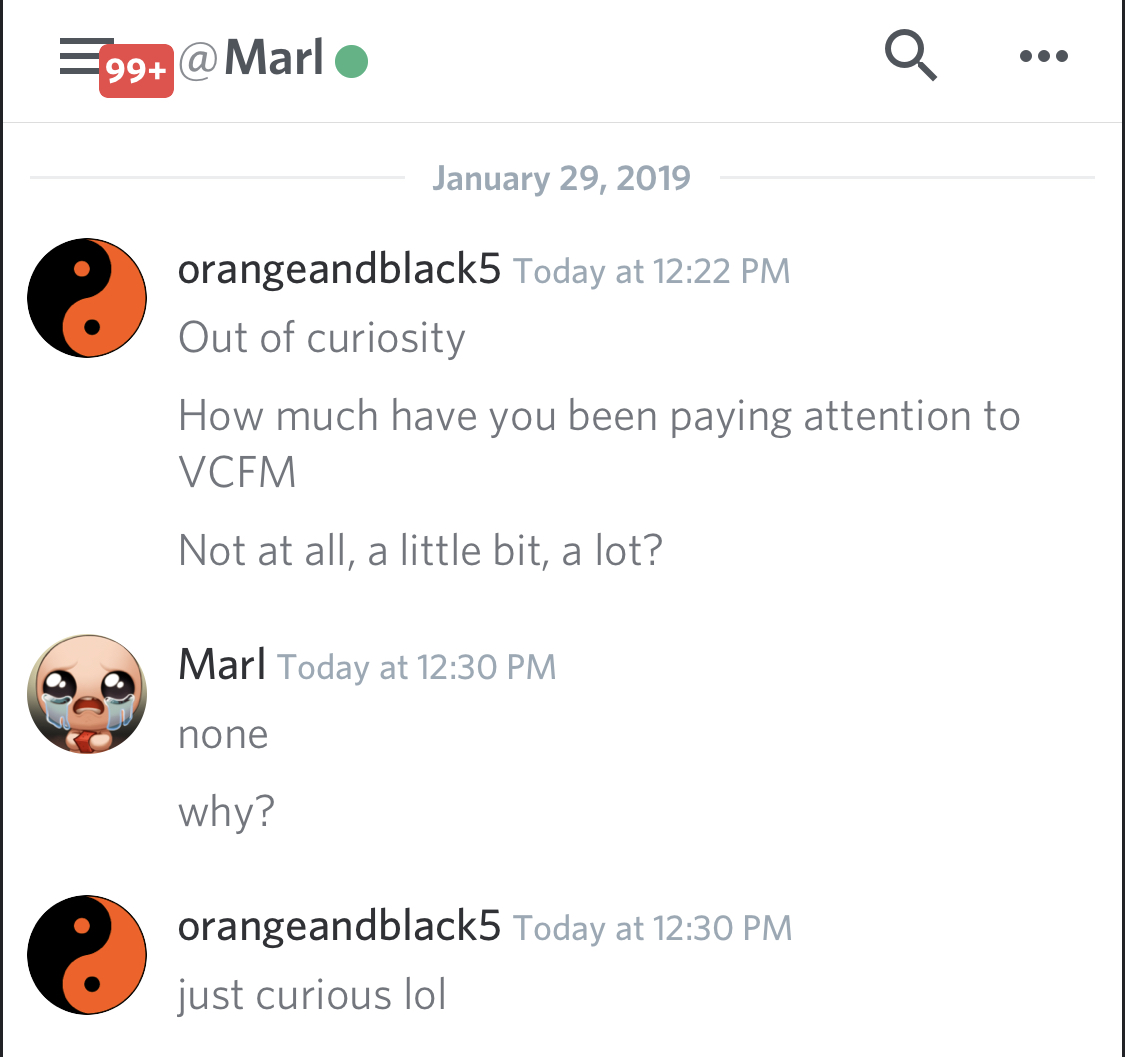 99+ @Marl
January 29, 2019
orangeandblack5 Today at 12:22 PM
Out of curiosity
How much have you been paying attention to
VCFM
Not at all, a little bit, a lot?
Marl Today at 12:30 PM
none
why?
orangeandblack5 Today at 12:30 PM
just curious lol